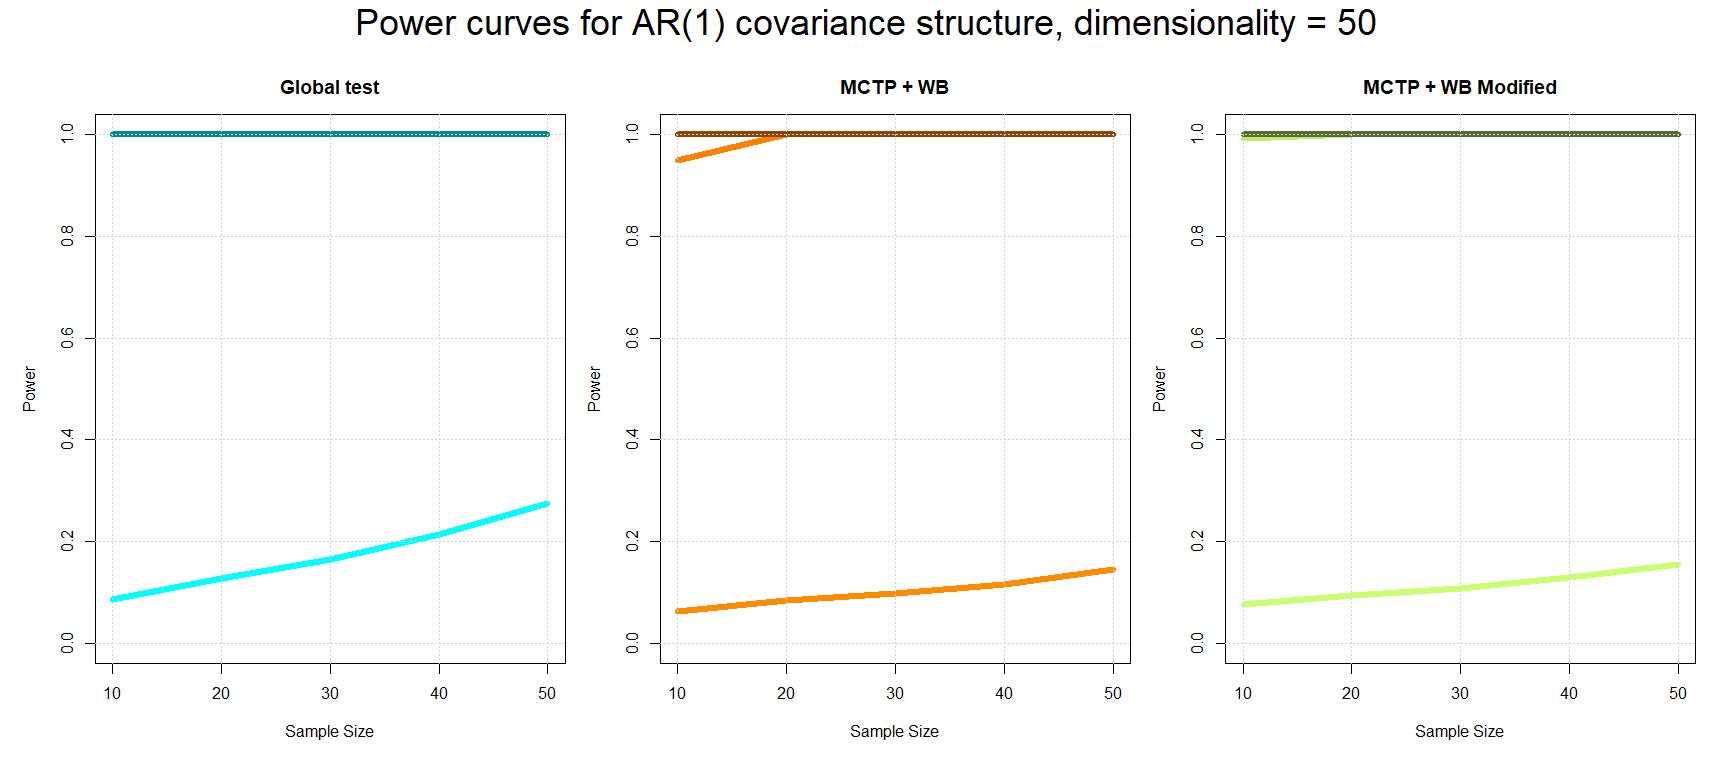 Power curves for AR(1) covariance structure, dimensionality = 50
Global test
MCTP + WB
MCTP + WB Modified
Power
1.0
0.8
0.6
0.4
0.2
0.0
10 20 30 40 50
Sample Size
Power
1.0
0.8
0.6
0.4
0.2
0.0
10 20 30 40 50
Sample Size
Power
1.0
0.8
0.6
0.4
0.2
0.0
10 20 30 40 50
Sample Size